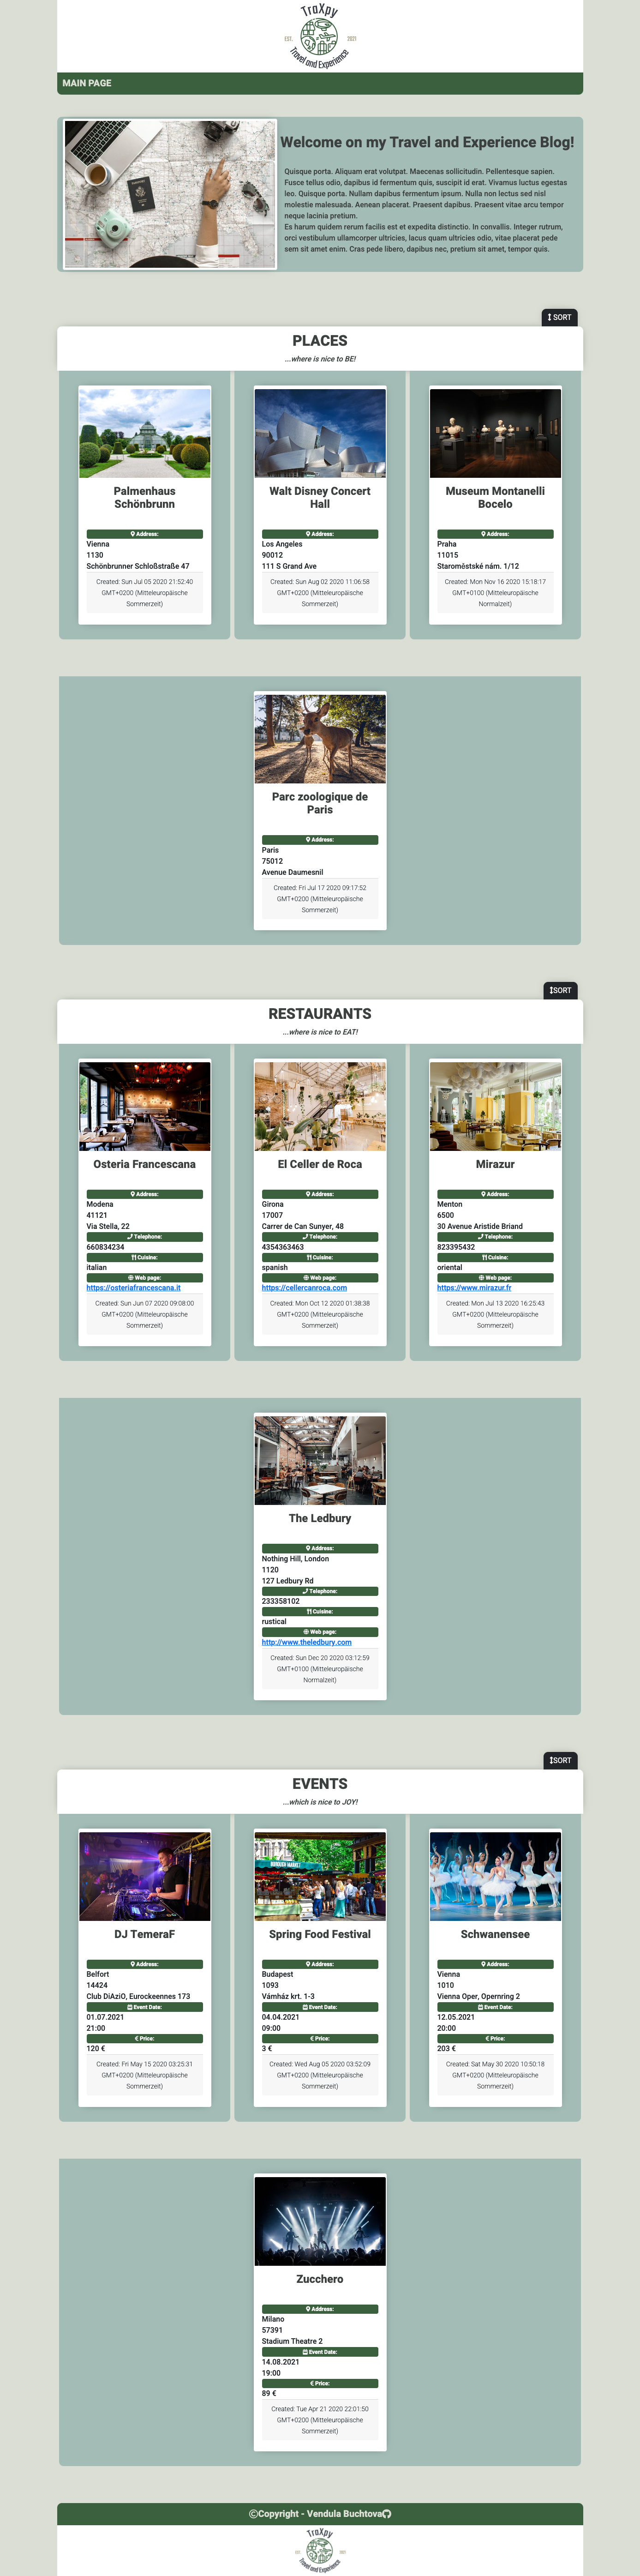 TraXpy
EST. 2021
Travel and Experience
MAIN PAGE
Welcome on my Travel and Experience Blog!
Quisque porta. Aliquam erat volutpat. Maecenas sollicitudin. Pellentesque sapien.
Fusce tellus odio, dapibus id fermentum quis, suscipit id erat. Vivamus luctus egestas
leo. Quisque porta. Nullam dapibus fermentum ipsum. Nulla non lectus sed nisl
molestie malesuada. Aenean placerat. Praesent dapibus. Praesent vitae arcu tempor
neque lacinia pretium.
Es harum quidem rerum facilis est et expedita distinctio. In convallis. Integer rutrum,
orci vestibulum ullamcorper ultricies, lacus quam ultricies odio, vitae placerat pede
sem sit amet enim. Cras pede libero, dapibus nec, pretium sit amet, tempor quis.
SORT
PLACES
...where is nice to BE!
Palmenhaus
Schönbrunn
Address:
Vienna
1130
Schönbrunner Schloßstraße 47
Created: Sun Jul 05 2020 21:52:40
GMT+0200 (Mitteleuropäische
Sommerzeit)
Walt Disney Concert
Hall
Address:
Los Angeles
90012
111 S Grand Ave
Created: Sun Aug 02 2020 11:06:58
GMT+0200 (Mitteleuropäische
Sommerzeit)
Museum Montanelli
Bocelo
Address:
Praha
11015
Staroměstské nám. 1/12
Created: Mon Nov 16 2020 15:18:17
GMT+0100 (Mitteleuropäische
Normalzeit)
Parc zoologique de
Paris
Address:
Paris
75012
Avenue Daumesnil
Created: Fri Jul 17 2020 09:17:52
GMT+0200 (Mitteleuropäische
Sommerzeit)
SORT
RESTAURANTS
...where is nice to EAT!
Osteria Francescana
Address:
Modena
41121
Via Stella, 22
Telephone:
660834234
Cuisine:
italian
Web page:
https://osteriafrancescana.it
Created: Sun Jun 07 2020 09:08:00
GMT+0200 (Mitteleuropäische
Sommerzeit)
El Celler de Roca
Address:
Girona
17007
Carrer de Can Sunyer, 48
Telephone:
4354363463
Cuisine:
spanish
Web page:
https://cellercanroca.com
Created: Mon Oct 12 2020 01:38:38
GMT+0200 (Mitteleuropäische
Sommerzeit)
Mirazur
Address:
Menton
6500
30 Avenue Aristide Briand
Telephone:
823395432
Cuisine:
oriental
Web page:
https://www.mirazur.fr
Created: Mon Jul 13 2020 16:25:43
GMT+0200 (Mitteleuropäische
Sommerzeit)
The Ledbury
Address:
Nothing Hill, London
1120
127 Ledbury Rd
Telephone:
233358102
Cuisine:
rustical
Web page:
http://www.theledbury.com
Created: Sun Dec 20 2020 03:12:59
GMT+0100 (Mitteleuropäische
Normalzeit)
SORT
EVENTS
...which is nice to JOY!
DJ TemeraF
Address:
Belfort
14424
Club DiAziO, Eurockeennes 173
Event Date:
01.07.2021
21:00
Price:
120 €
Created: Fri May 15 2020 03:25:31
GMT+0200 (Mitteleuropäische
Sommerzeit)
BOROUGH MARKET
Spring Food Festival
Address:
Budapest
1093
Vámház krt. 1-3
Event Date:
04.04.2021
09:00
Price:
3 €
Created: Wed Aug 05 2020 03:52:09
GMT+0200 (Mitteleuropäische
Sommerzeit)
Schwanensee
Address:
Vienna
1010
Vienna Oper, Opernring 2
Event Date:
12.05.2021
20:00
Price:
203 €
Created: Sat May 30 2020 10:50:18
GMT+0200 (Mitteleuropäische
Sommerzeit)
Zucchero
Address:
Milano
57391
Stadium Theatre 2
Event Date:
14.08.2021
19:00
Price:
89 €
Created: Tue Apr 21 2020 22:01:50
GMT+0200 (Mitteleuropäische
Sommerzeit)
©Copyright - Vendula Buchtova
TraXpy
Travel and Experience